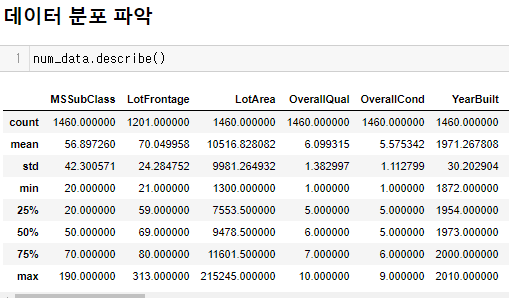 데이터 분포 파악
1 num_data.describe()
MSSubClass LotFrontage LotArea OverallQual OverallCond YearBuilt
count 1460.000000 1201.000000 1460.000000 1460.000000 1460.000000 1460.000000
mean 56.897260 70.049958 10516.828082 6.099315 5.575342 1971.267808
std 42.300571 24.284752 9981.264932 1.382997 1.112799 30.202904
min 20.000000 21.000000 1300.000000 1.000000 1.000000 1872.000000
25% 20.000000 59.000000 7553.500000 5.000000 5.000000 1954.000000
50% 50.000000 69.000000 9478.500000 6.000000 5.000000 1973.000000
75% 70.000000 80.000000 11601.500000 7.000000 6.000000 2000.000000
max 190.000000 313.000000 215245.000000 10.000000 9.000000 2010.000000